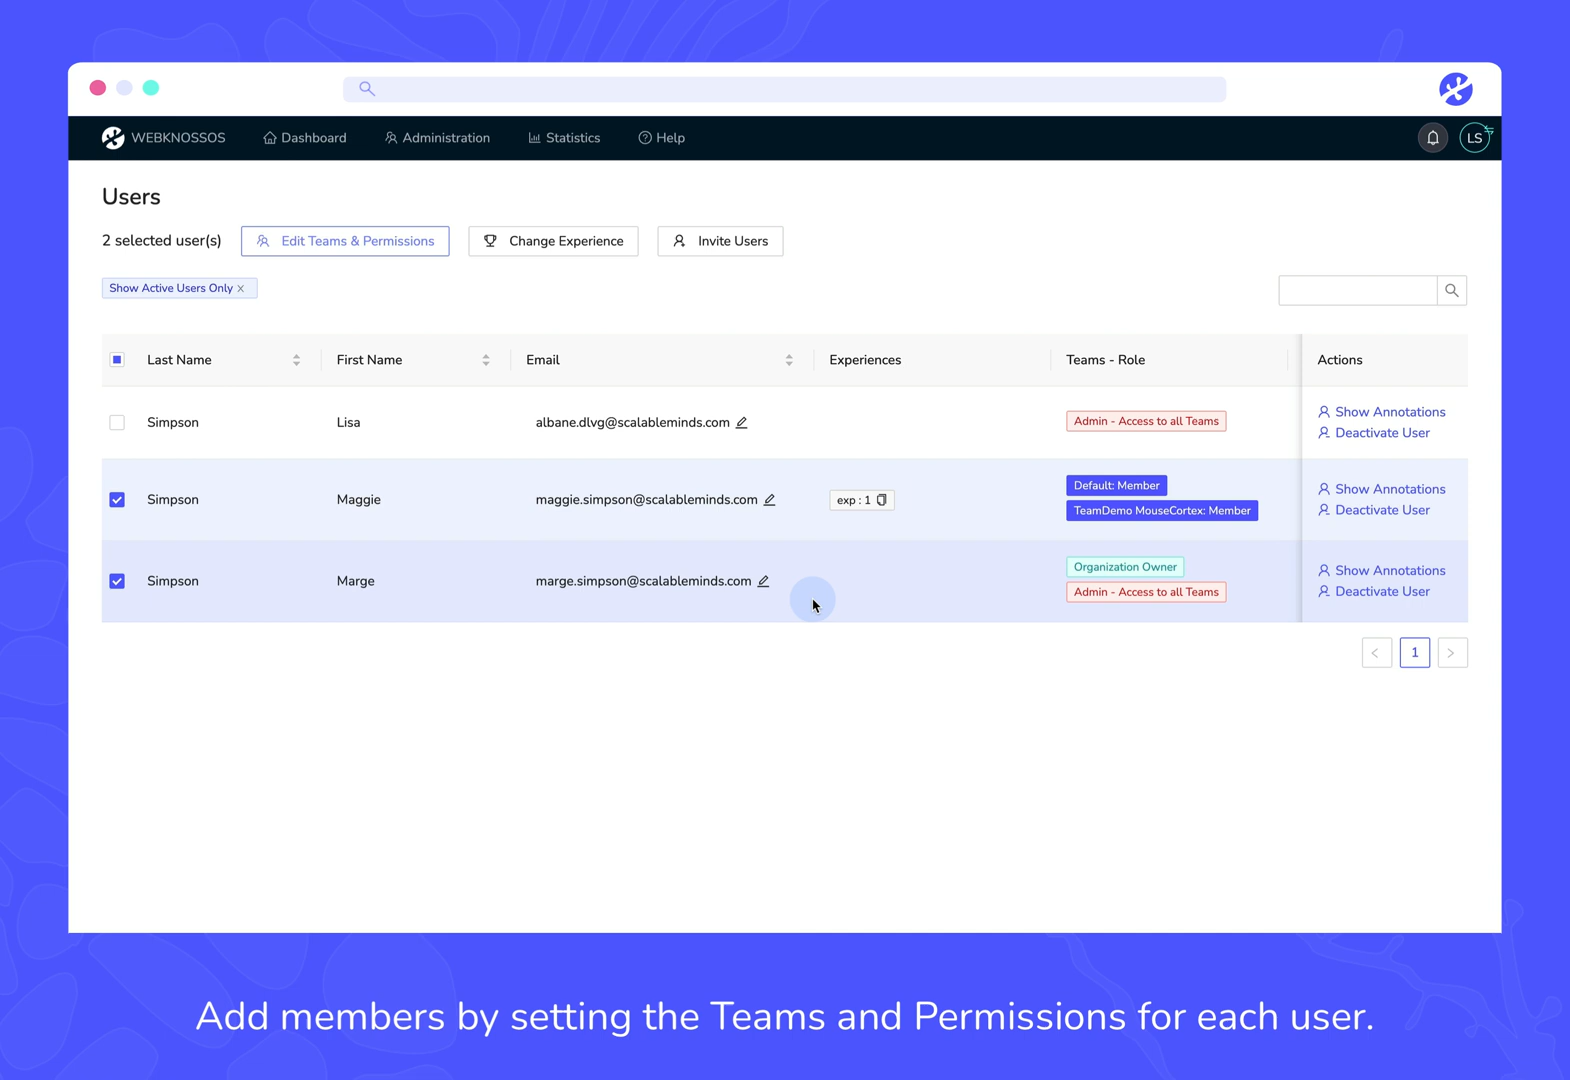 WEBKNOSSOS Dashboard Administration Statistics Help LS
Users
2 selected user(s) Edit Teams & Permissions Change Experience Invite Users
Show Active Users Only x
Last Name First Name Email Experiences Teams - Role Actions
Simpson Lisa albane.dlvg@scalableminds.com Admin - Access to all Teams Show Annotations
Deactivate User
Simpson Maggie maggie.simpson@scalableminds.com exp : 1 Default: Member Show Annotations
TeamDemo MouseCortex: Member Deactivate User
Simpson Marge marge.simpson@scalableminds.com Organization Owner Show Annotations
Admin - Access to all Teams Deactivate User
< 1 >
Add members by setting the Teams and Permissions for each user.